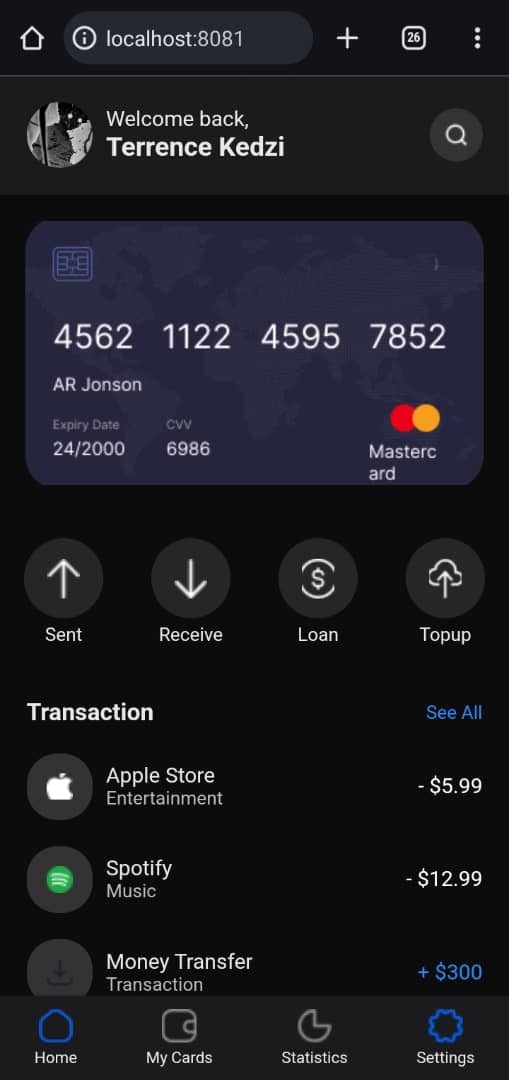 localhost:8081
26
Welcome back,
Terrence Kedzi
4562 1122 4595 7852
AR Jonson
Expiry Date CVV
24/2000 6986
Masterc
ard
Sent Receive Loan Topup
Transaction See All
Apple Store
Entertainment
- $5.99
Spotify
Music
- $12.99
Money Transfer
Transaction
+ $300
Home My Cards Statistics Settings